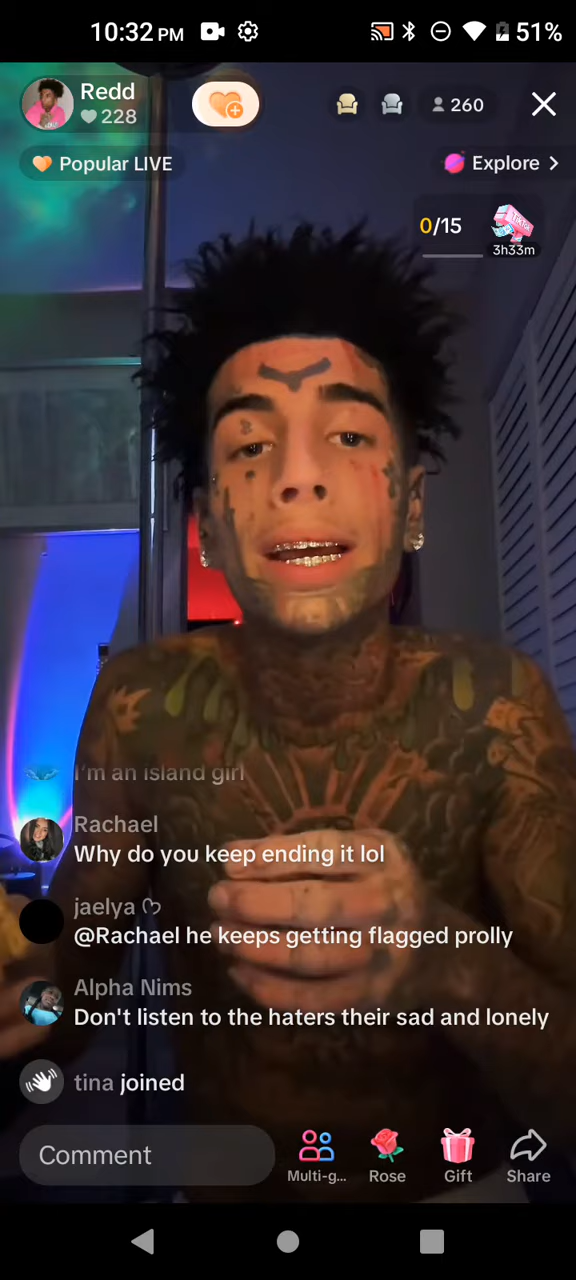 10:32 PM
51%
Redd
228
260
Popular LIVE
Explore >
0/15
TikTok
3h33m
I'm an island girl
Rachael
Why do you keep ending it lol
jaelya ෆ
@Rachael he keeps getting flagged prolly
Alpha Nims
Don't listen to the haters their sad and lonely
tina joined
Comment
Multi-g...
Rose
Gift
Share